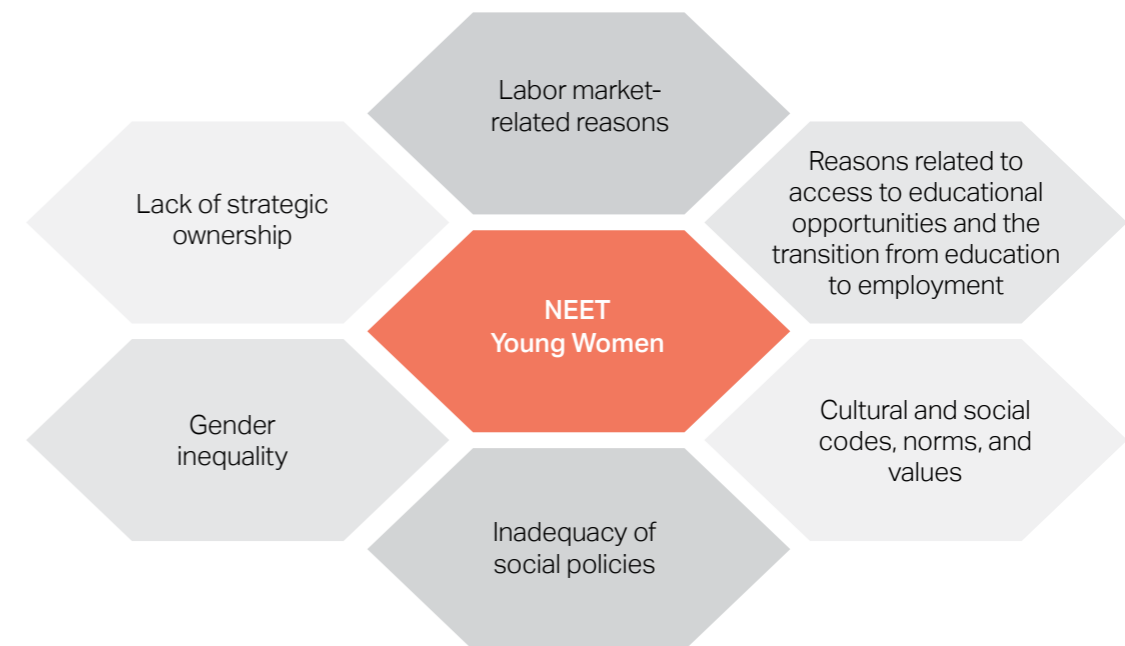 Labor market-
related reasons
Reasons related to
access to educational
opportunities and the
transition from education
to employment
Lack of strategic
ownership
NEET
Young Women
Cultural and social
codes, norms, and
values
Gender
inequality
Inadequacy of
social policies